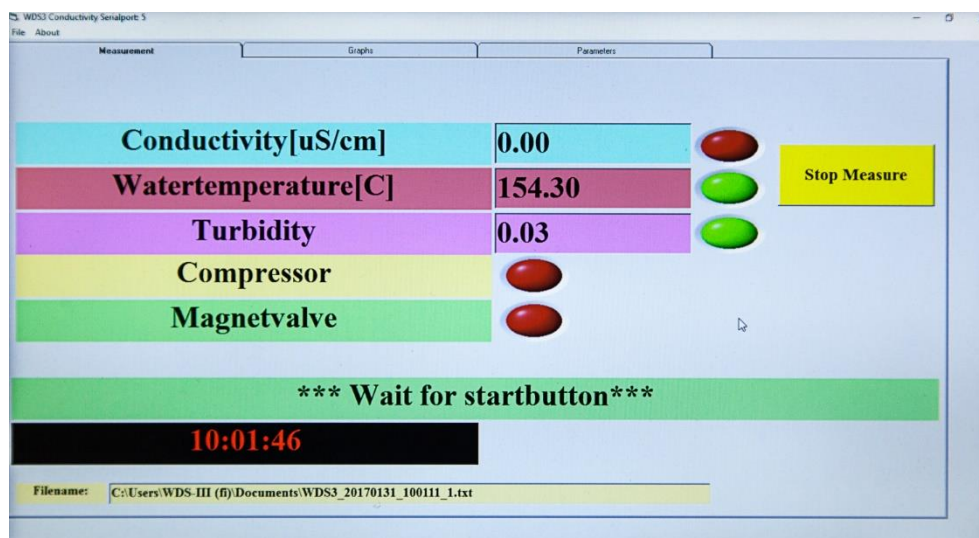 WDS3 Conductivity Serialport: 5
File About
Measurement Graphs Parameters
Conductivity[uS/cm] 0.00
Watertemperature[C] 154.30
Stop Measure
Turbidity 0.03
Compressor
Magnetvalve
*** Wait for startbutton***
10:01:46
Filename: C:\Users\WDS-III (fi)\Documents\WDS3_20170131_100111_1.txt